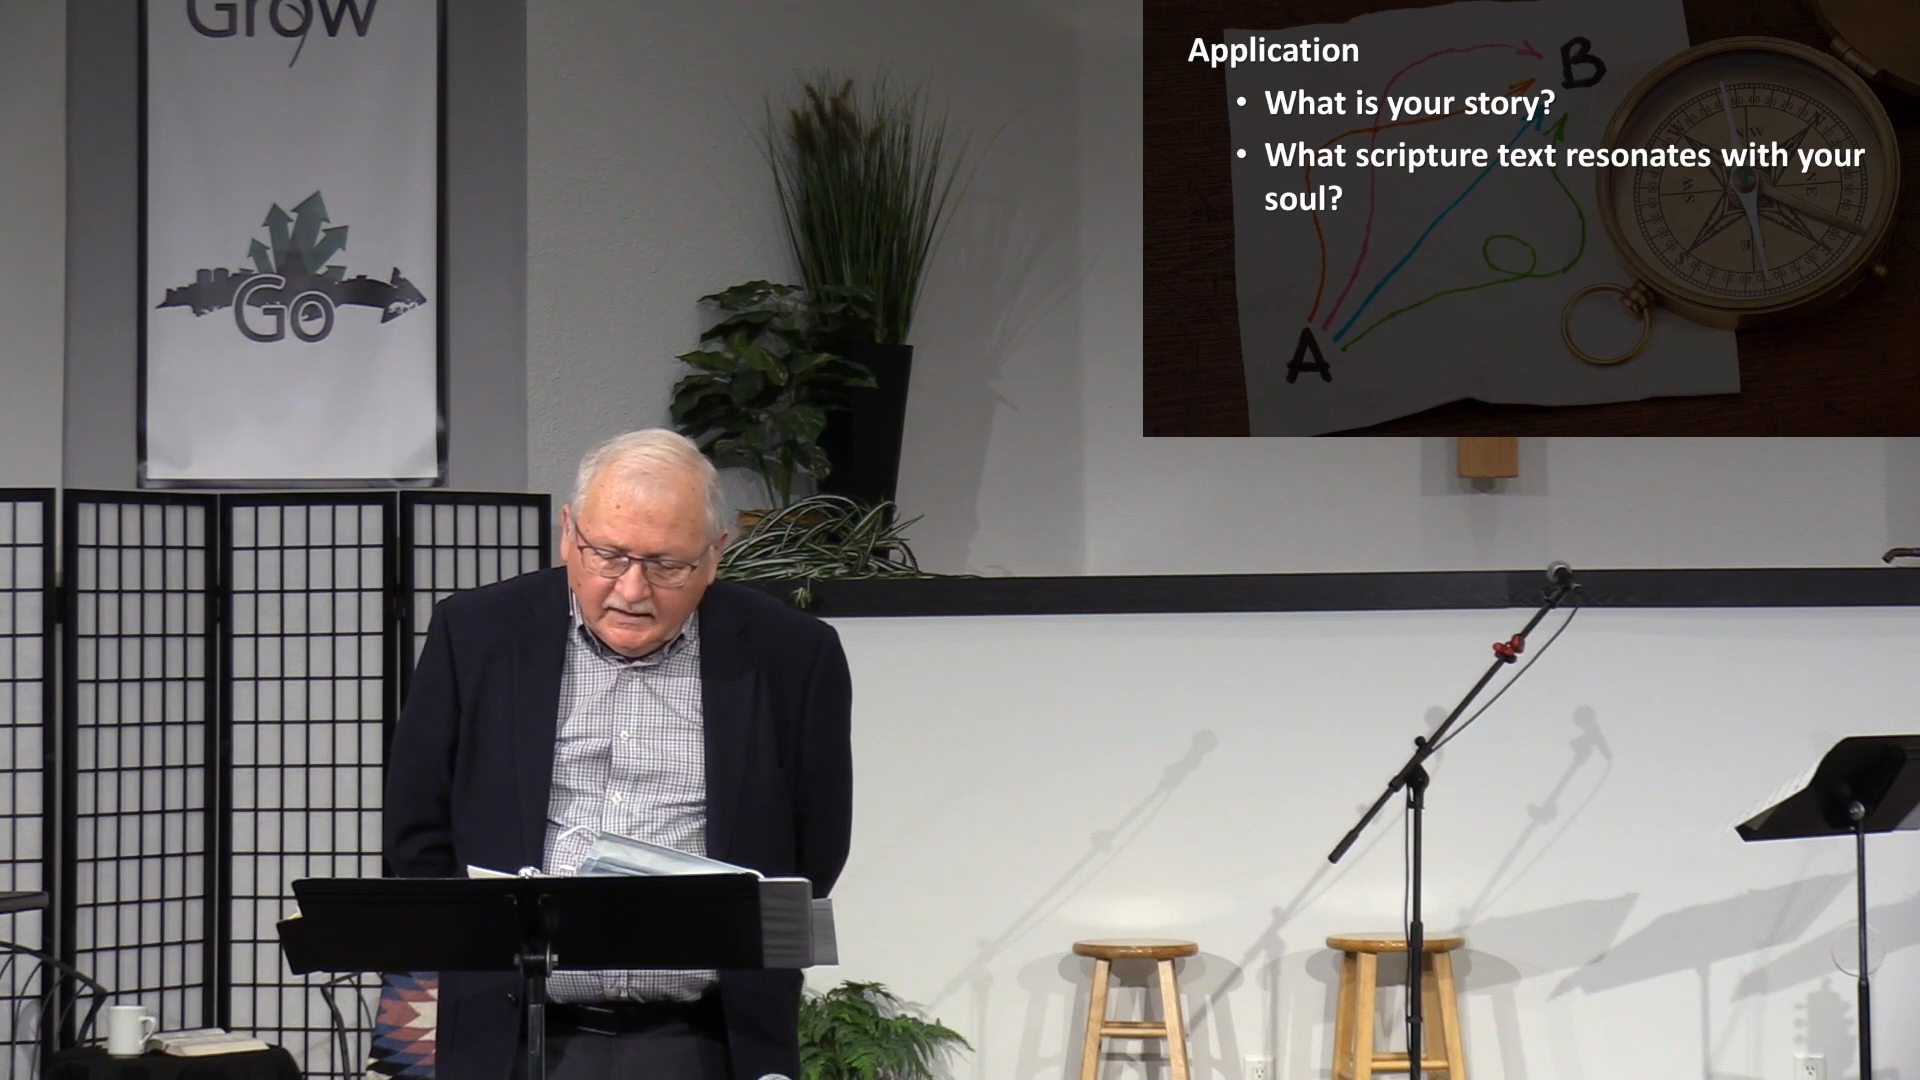 Grow
Go
Application
• What is your story?
• What scripture text resonates with your
soul?
B
A